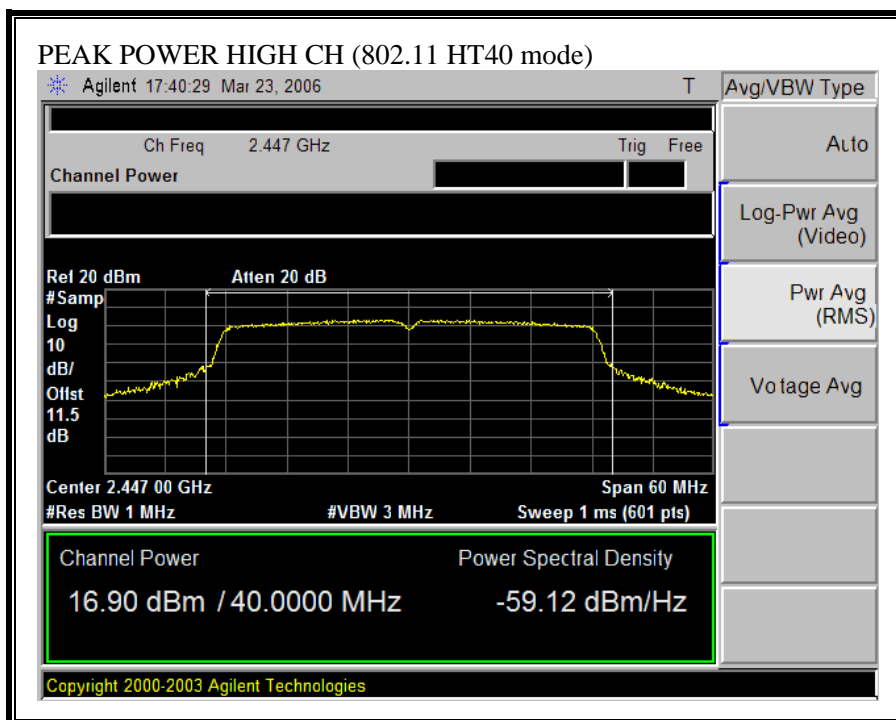 PEAK POWER HIGH CH (802.11 HT40 mode)
Agilent 17:40:29 Mar 23, 2006 T
Avg/VBW Type
Ch Freq 2.447 GHz Trig Free
Channel Power
Auto
Log-Pwr Avg
(Video)
Pwr Avg
(RMS)
Vo tage Avg
Ref 20 dBm Atten 20 dB
#Samp
Log
10
dB/
Offst
11.5
dB
Center 2.447 00 GHz Span 60 MHz
#Res BW 1 MHz #VBW 3 MHz Sweep 1 ms (601 pts)
Channel Power Power Spectral Density
16.90 dBm / 40.0000 MHz -59.12 dBm/Hz
Copyright 2000-2003 Agilent Technologies